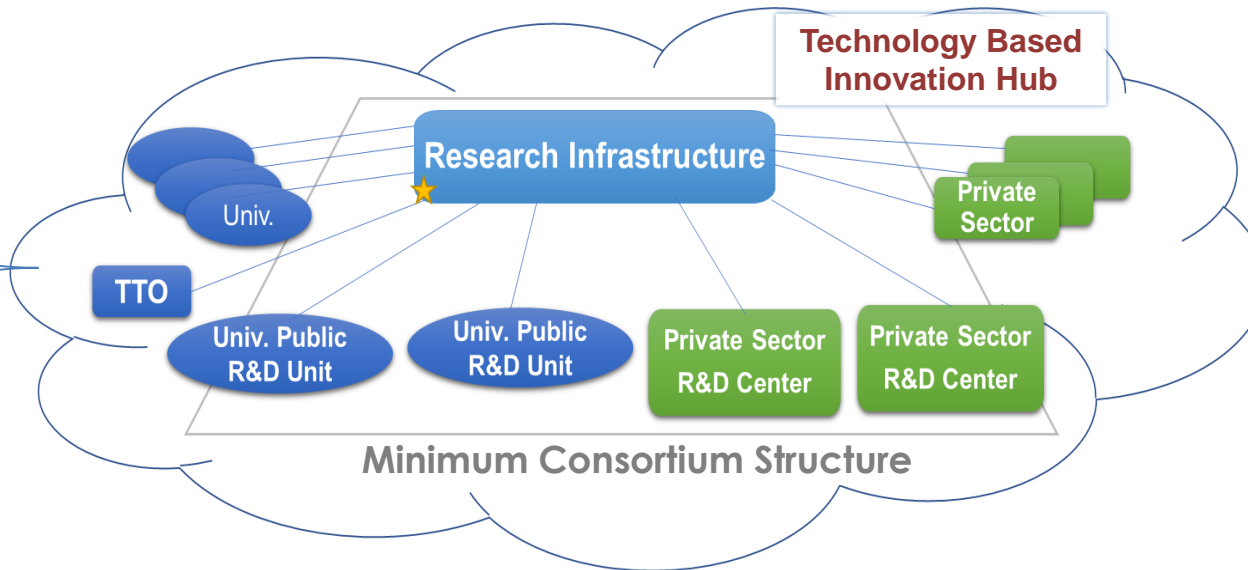 Technology Based
Innovation Hub
Research Infrastructure
Univ.
Private
Sector
TTO
Univ. Public
R&D Unit
Univ. Public
R&D Unit
Private Sector
R&D Center
Private Sector
R&D Center
Minimum Consortium Structure